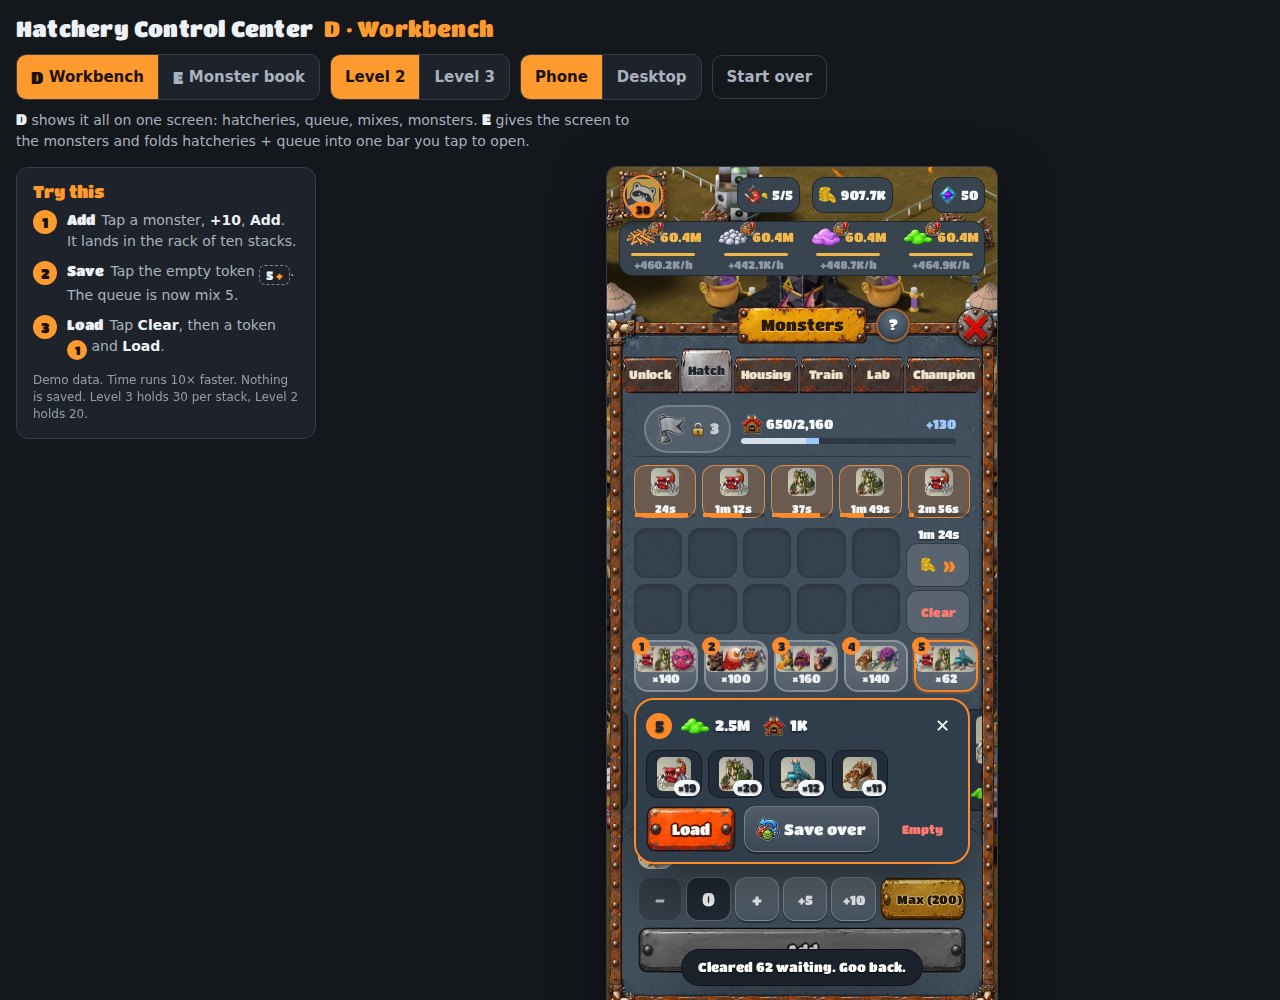 Hatchery Control Center D · Workbench
D Workbench E Monster book Level 2 Level 3 Phone Desktop Start over
D shows it all on one screen: hatcheries, queue, mixes, monsters. E gives the screen to
the monsters and folds hatcheries + queue into one bar you tap to open.
Try this
1 Add Tap a monster, +10, Add.
It lands in the rack of ten stacks.
2 Save Tap the empty token 5 + .
The queue is now mix 5.
3 Load Tap Clear, then a token
1 and Load.
Demo data. Time runs 10× faster. Nothing
is saved. Level 3 holds 30 per stack, Level 2
holds 20.
30 5/5 907.7K 50
60.4M 60.4M 60.4M 60.4M
+460.2K/h +442.1K/h +448.7K/h +464.9K/h
Monsters ?
Unlock Hatch Housing Train Lab Champion
3 650/2,160 +130
24s 1m 12s 37s 1m 49s 2m 56s
1m 24s
Clear
1 2 3 4 5
×140 ×100 ×160 ×140 ×62
5 2.5M 1K ×
×19 ×20 ×12 ×11
Load Save over Empty
− 0 + +5 +10 Max (200)
Add
Cleared 62 waiting. Goo back.